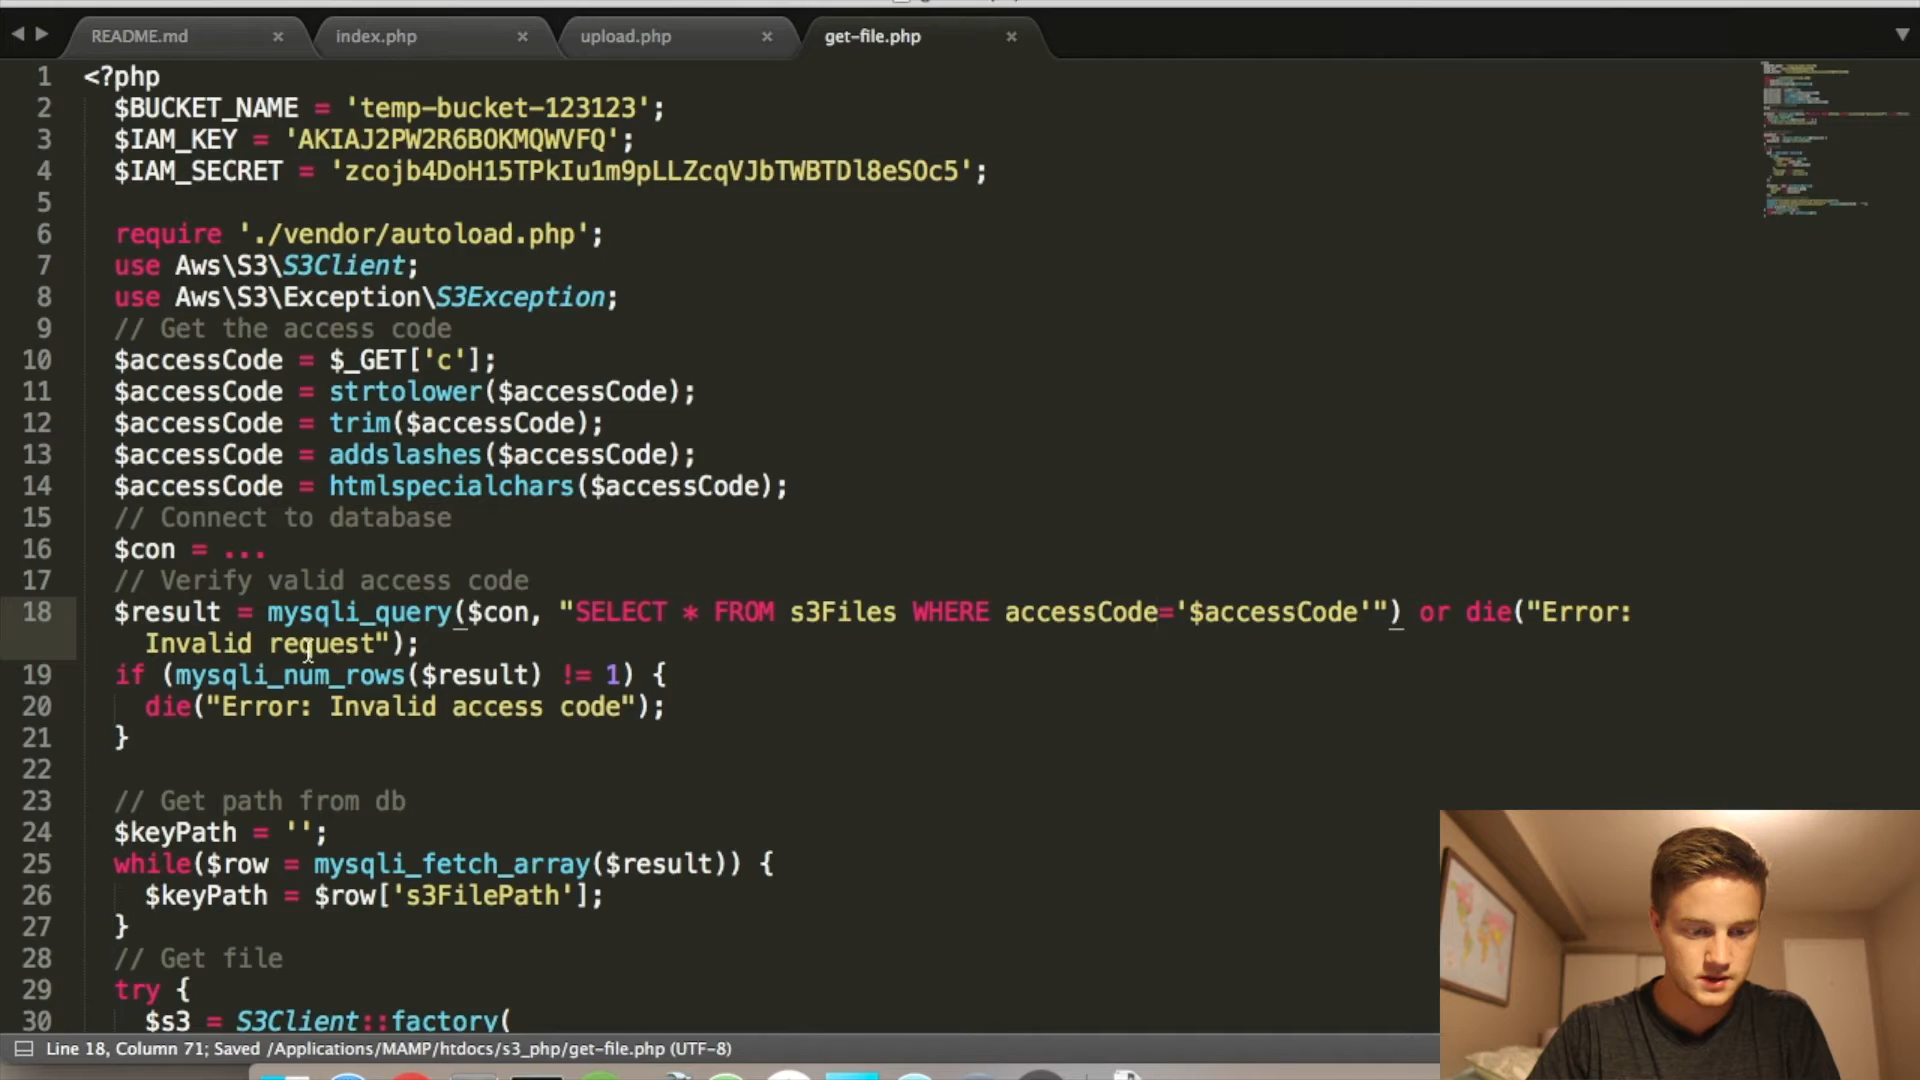 README.md × index.php × upload.php × get-file.php ×
1 <?php
2 $BUCKET_NAME = 'temp-bucket-123123';
3 $IAM_KEY = 'AKIAJ2PW2R6BOKMQWVFQ';
4 $IAM_SECRET = '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';
5
6 require './vendor/autoload.php';
7 use Aws\S3\S3Client;
8 use Aws\S3\Exception\S3Exception;
9 // Get the access code
10 $accessCode = $_GET['c'];
11 $accessCode = strtolower($accessCode);
12 $accessCode = trim($accessCode);
13 $accessCode = addslashes($accessCode);
14 $accessCode = htmlspecialchars($accessCode);
15 // Connect to database
16 $con = ...
17 // Verify valid access code
18 $result = mysqli_query($con, "SELECT * FROM s3Files WHERE accessCode='$accessCode'") or die("Error:
Invalid request");
19 if (mysqli_num_rows($result) != 1) {
20 die("Error: Invalid access code");
21 }
22
23 // Get path from db
24 $keyPath = '';
25 while($row = mysqli_fetch_array($result)) {
26 $keyPath = $row['s3FilePath'];
27 }
28 // Get file
29 try {
30 $s3 = S3Client::factory(
Line 18, Column 71; Saved /Applications/MAMP/htdocs/s3_php/get-file.php (UTF-8)